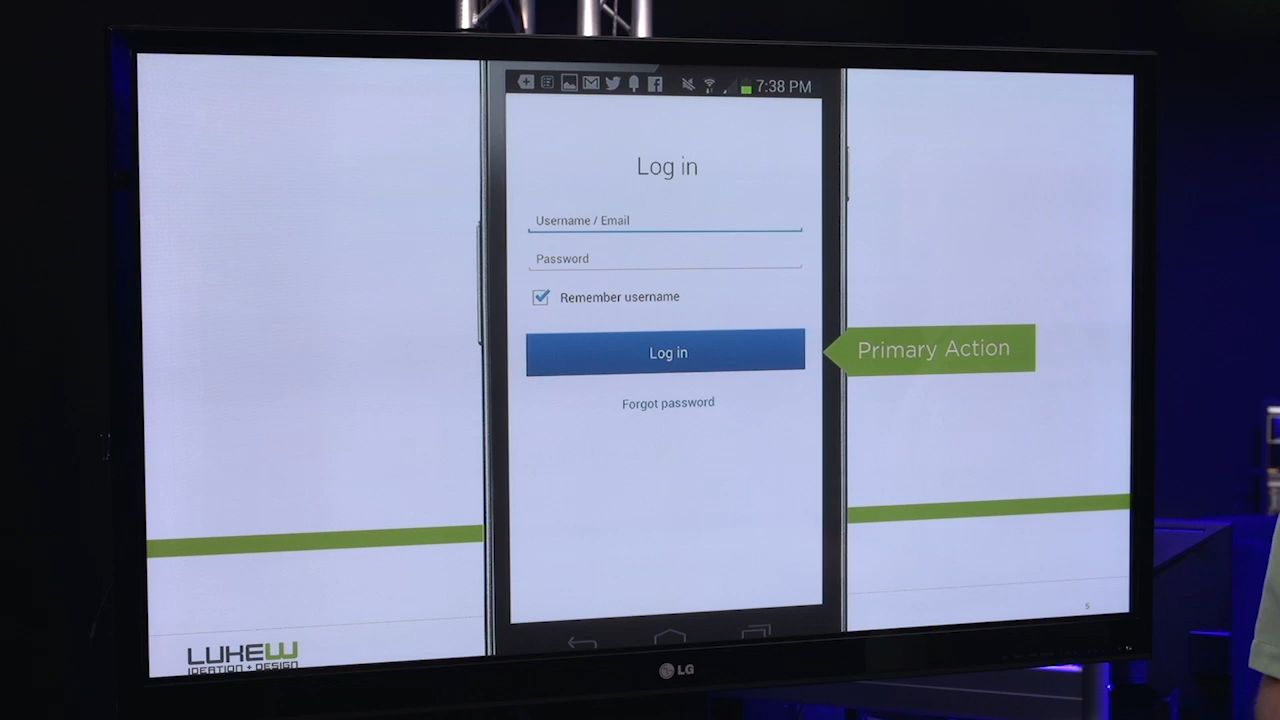 7:38 PM
Log in
Username / Email
Password
Remember username
Log in
Primary Action
Forgot password
5
LUKEW
IDEATION + DESIGN
LG